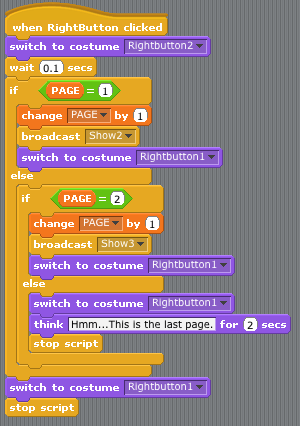 when RightButton clicked
switch to costume Rightbutton2
wait 0.1 secs
if PAGE = 1
change PAGE by 1
broadcast Show2
switch to costume Rightbutton1
else
if PAGE = 2
change PAGE by 1
broadcast Show3
switch to costume Rightbutton1
else
switch to costume Rightbutton1
think Hmm...This is the last page. for 2 secs
stop script
switch to costume Rightbutton1
stop script